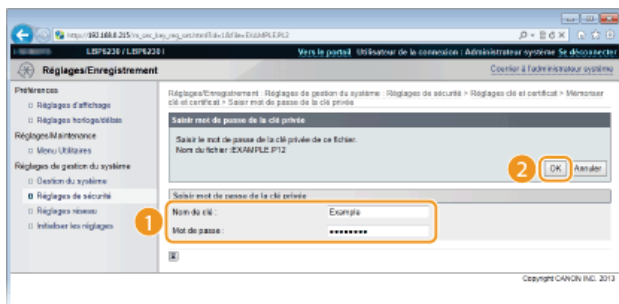 LBP6230 / LBP6230 I
Vers le portail Utilisateur de la connexion : Administrateur système Se déconnecter
Réglages/Enregistrement
Courrier à l'administrateur système
Préférences
Réglages d'affichage
Réglages horloge/délais
Réglages/Maintenance
Menu Utilitaires
Réglages de gestion du système
Gestion du système
Réglages de sécurité
Réglages réseau
Initialiser les réglages
Réglages/Enregistrement : Réglages de gestion du système : Réglages de sécurité > Réglages clé et certificat > Mémoriser
clé et certificat > Saisir mot de passe de la clé privée
Saisir mot de passe de la clé privée
Saisir le mot de passe de la clé privée de ce fichier.
Nom du fichier :EXAMPLE.P12
2
OK
Annuler
Saisir mot de passe de la clé privée
1
Nom de clé :
Example
Mot de passe :
••••••••
Copyright CANON INC. 2013